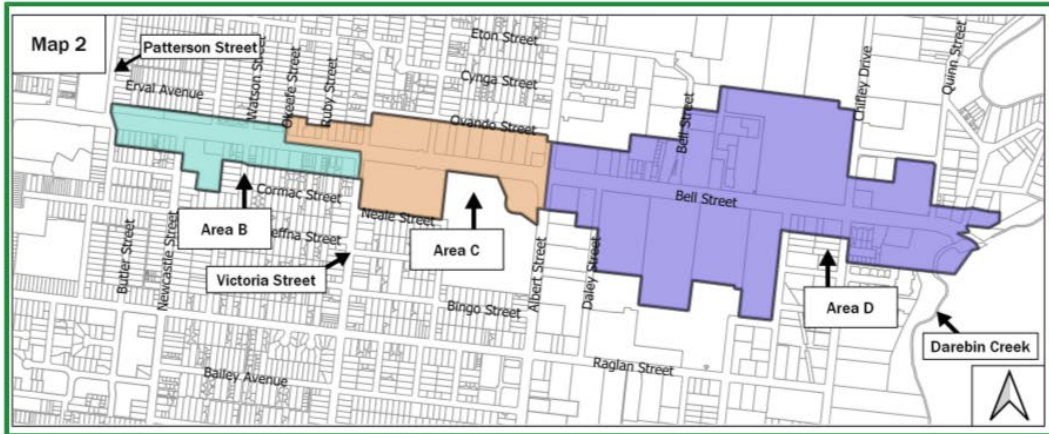 Map 2
Patterson Street
Eton Street
Cynga Street
Erval Avenue
Watson Street
Okeefe Street
Ruby Street
Ovando Street
Bell Street
Chifley Drive
Quinn Street
Bell Street
Cormac Street
Neale Street
Area B
Area C
Street
Victoria Street
Butler Street
Newcastle Street
Albert Street
Daley Street
Bingo Street
Area D
Darebin Creek
Raglan Street
Bailey Avenue